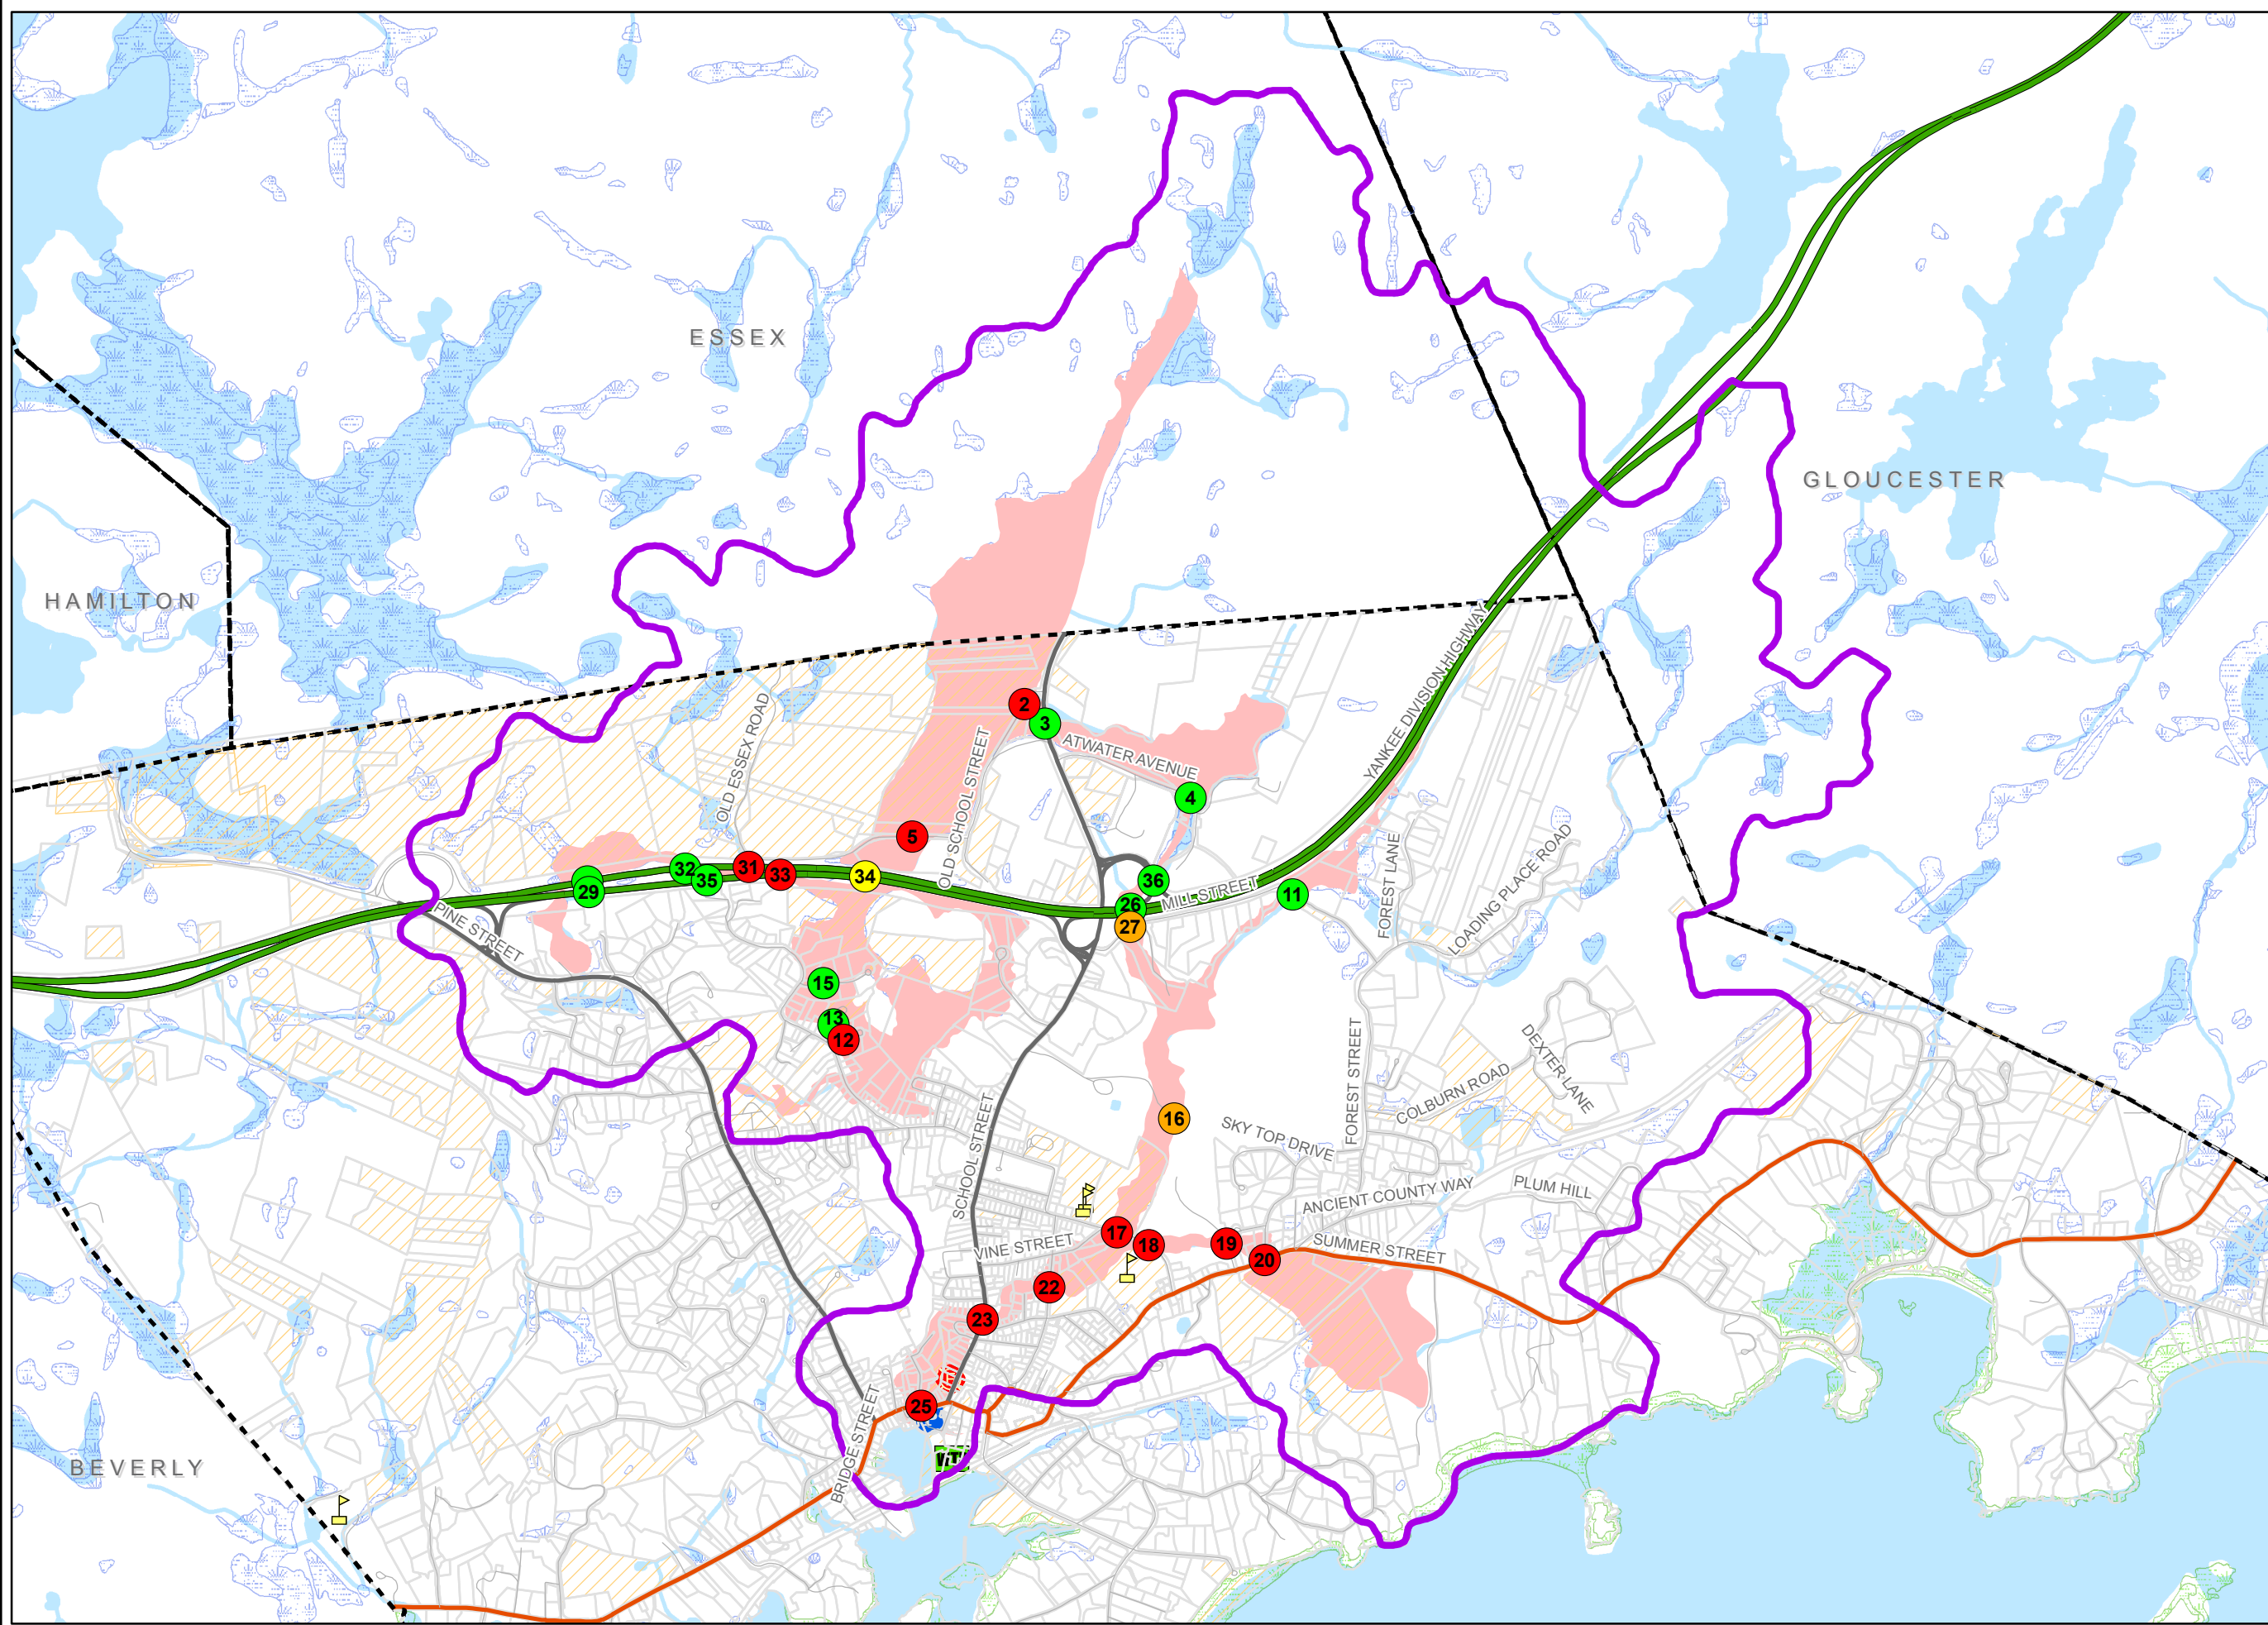 ESSEX
GLOUCESTER
HAMILTON
YANKEE DIVISION HIGHWAY
2
3
OLD ESSEX ROAD
OLD SCHOOL STREET
ATWATER AVENUE
4
5
FOREST LANE
LOADING PLACE ROAD
32
31
33
34
35
36
29
11
MILL STREET
26
27
PINE STREET
15
13
12
FOREST STREET
DEXTER LANE
COLBURN ROAD
16
SKY TOP DRIVE
SCHOOL STREET
ANCIENT COUNTY WAY
PLUM HILL
17
18
19
20
VINE STREET
SUMMER STREET
22
23
25
BRIDGE STREET
BEVERLY